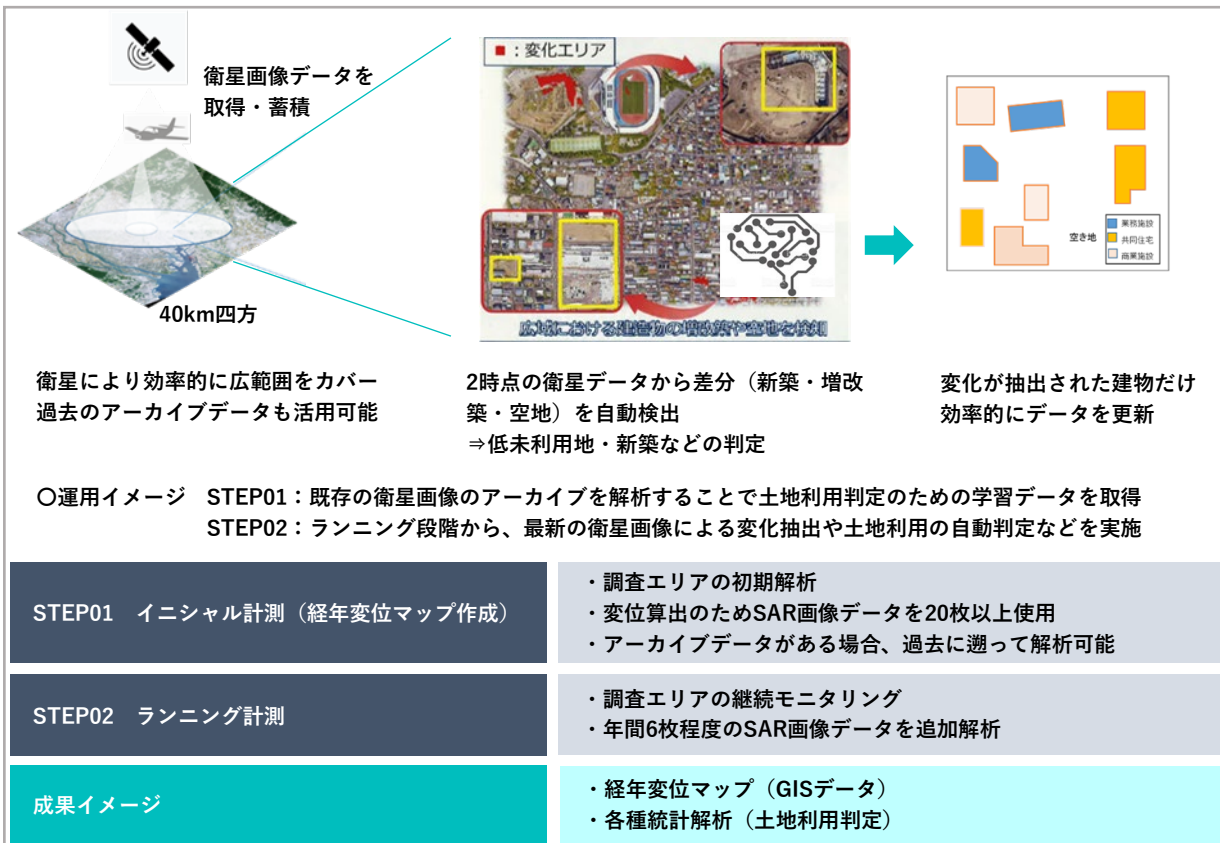 衛星画像データを
取得・蓄積
40km四方
■：変化エリア
広域における建造物の増改築や空地を検知
空き地
業務施設
共同住宅
商業施設
衛星により効率的に広範囲をカバー
過去のアーカイブデータも活用可能
2時点の衛星データから差分（新築・増改
築・空地）を自動検出
⇒低未利用地・新築などの判定
変化が抽出された建物だけ
効率的にデータを更新
〇運用イメージ　STEP01：既存の衛星画像のアーカイブを解析することで土地利用判定のための学習データを取得
STEP02：ランニング段階から、最新の衛星画像による変化抽出や土地利用の自動判定などを実施
STEP01　イニシャル計測（経年変位マップ作成）
・調査エリアの初期解析
・変位算出のためSAR画像データを20枚以上使用
・アーカイブデータがある場合、過去に遡って解析可能
STEP02　ランニング計測
・調査エリアの継続モニタリング
・年間6枚程度のSAR画像データを追加解析
成果イメージ
・経年変位マップ（GISデータ）
・各種統計解析（土地利用判定）